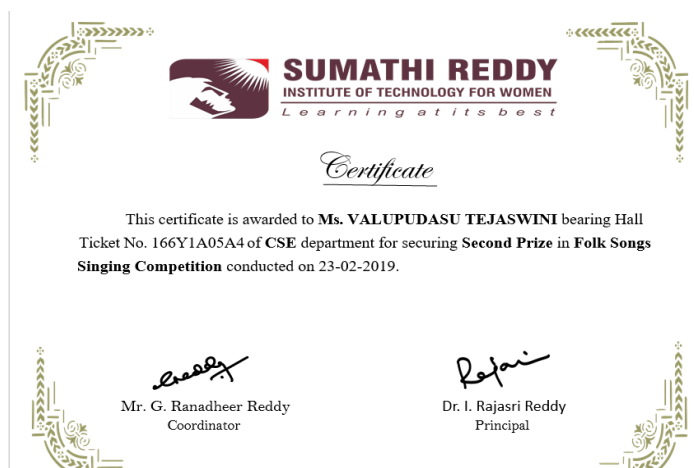 SUMATHI REDDY
INSTITUTE OF TECHNOLOGY FOR WOMEN
Learning at its best
Certificate
This certificate is awarded to Ms. VALUPUDASU TEJASWINI bearing Hall
Ticket No. 166Y1A05A4 of CSE department for securing Second Prize in Folk Songs
Singing Competition conducted on 23-02-2019.
Mr. G. Ranadheer Reddy
Coordinator
Dr. I. Rajasri Reddy
Principal